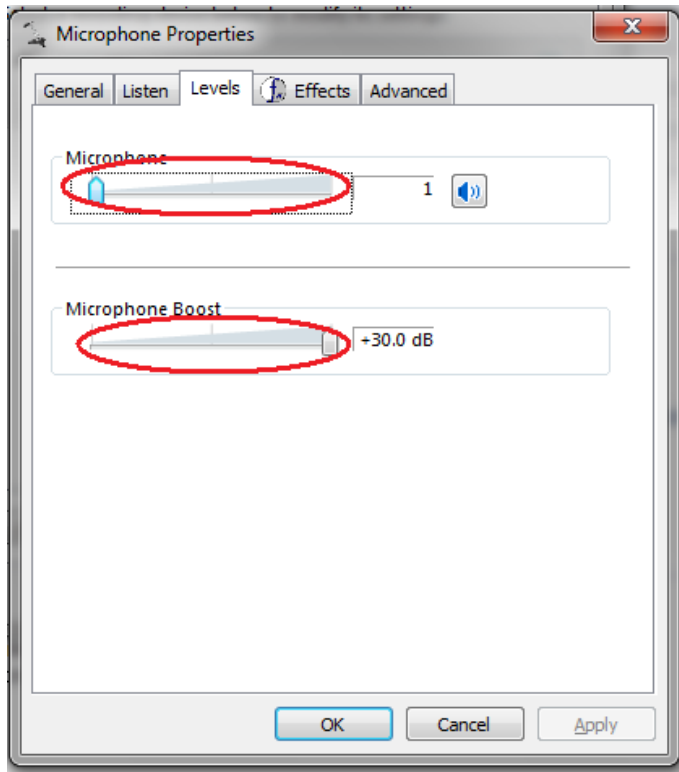 Microphone Properties
General Listen Levels Effects Advanced
Microphone
1
Microphone Boost
+30.0 dB
OK Cancel Apply